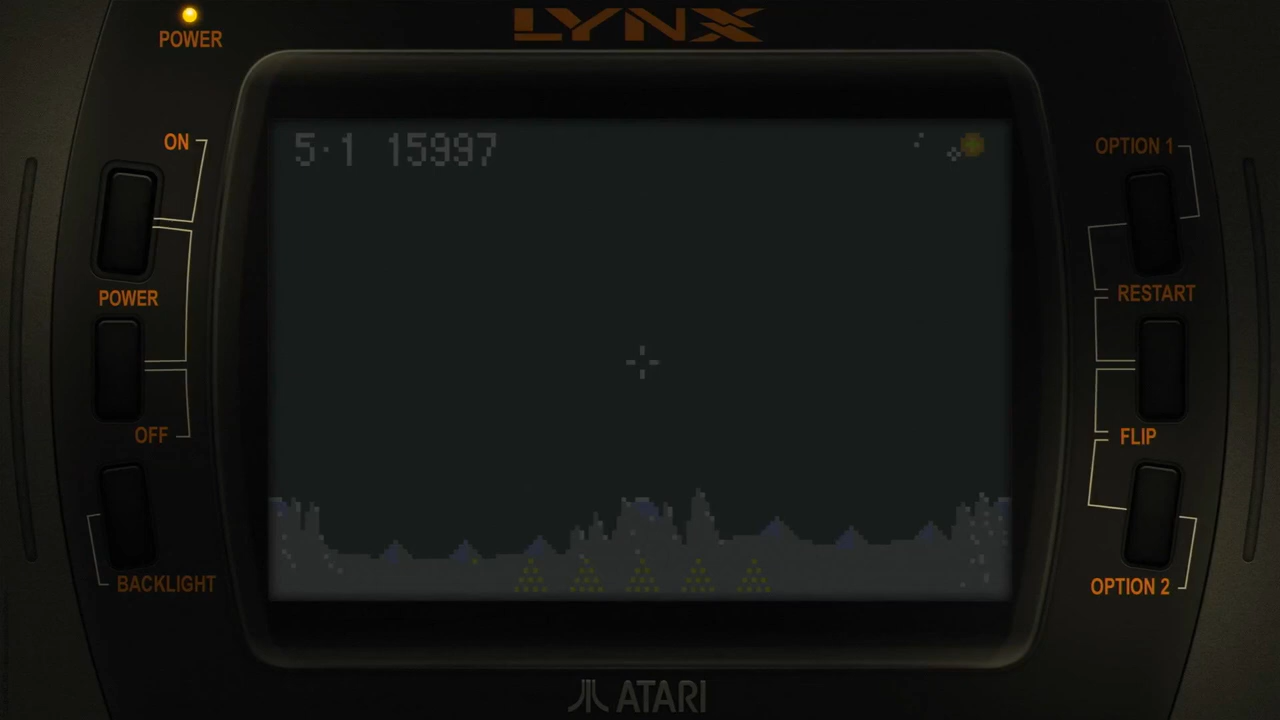 LYNX
POWER
5·1 15997
ON
OPTION 1
POWER
RESTART
OFF
FLIP
BACKLIGHT
OPTION 2
ATARI